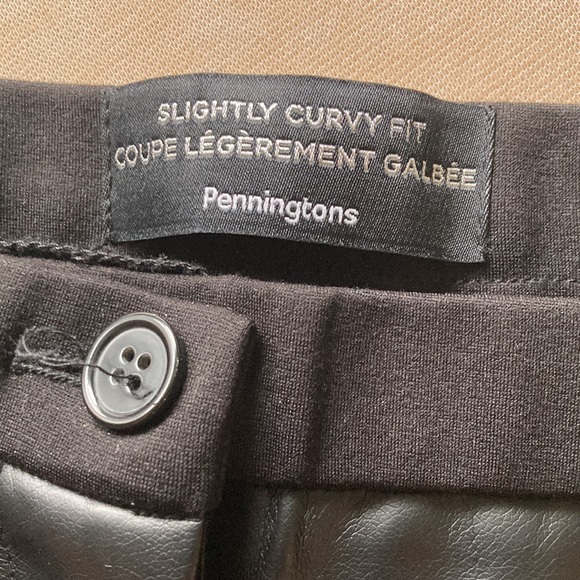 SLIGHTLY CURVY FIT
COUPE LÉGÈREMENT GALBÉE
Penningtons